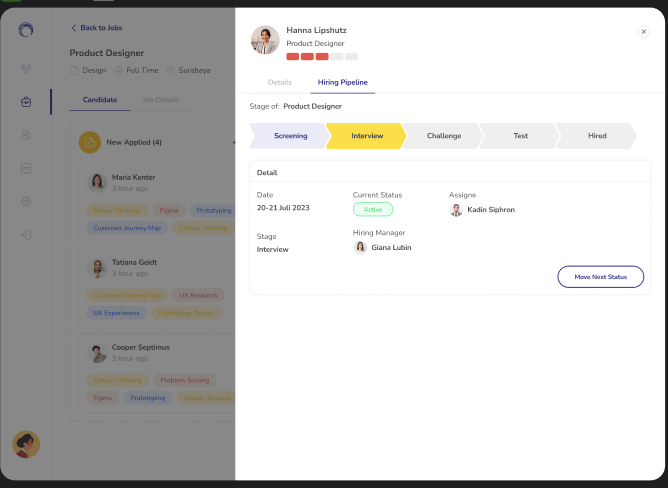 Back to Jobs
Product Designer
Design
Full Time
Surabaya
Candidate
Job Details
New Applied (4)
Maria Kenter
3 hour ago
Design Strategy
Figma
Prototyping
Customer Journey Map
Critical Thinking
Tatiana Geidt
3 hour ago
Customer Journey Map
UX Research
UX Experiences
Psychology Design
Cooper Septimus
3 hour ago
Critical Thinking
Problem Solving
Figma
Prototyping
Design Strategy
Hanna Lipshutz
Product Designer
Details
Hiring Pipeline
Stage of: Product Designer
Screening
Interview
Challenge
Test
Hired
Detail
Date
20-21 Juli 2023
Current Status
Active
Assigne
Kadin Siphron
Stage
Interview
Hiring Manager
Giana Lubin
Move Next Status